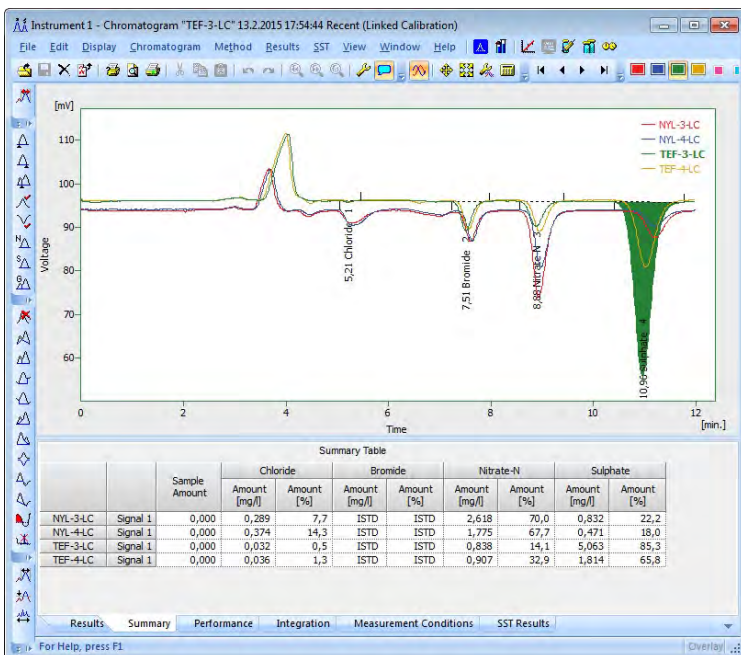 Instrument 1 - Chromatogram "TEF-3-LC" 13.2.2015 17:54:44 Recent (Linked Calibration)
File Edit Display Chromatogram Method Results SST View Window Help
[mV]
110
100
90
80
70
60
Voltage
NYL-3-LC
NYL-4-LC
TEF-3-LC
TEF-4-LC
5,21 Chloride 1
7,51 Bromide 2
8,88 Nitrate-N 3
10,96 Sulphate 4
0 2 4 6 8 10 12
Time [min.]
Summary Table
Sample Amount Chloride Bromide Nitrate-N Sulphate
Amount [mg/l] Amount [%] Amount [mg/l] Amount [%] Amount [mg/l] Amount [%] Amount [mg/l] Amount [%]
NYL-3-LC Signal 1 0,000 0,289 7,7 ISTD ISTD 2,618 70,0 0,832 22,2
NYL-4-LC Signal 1 0,000 0,374 14,3 ISTD ISTD 1,775 67,7 0,471 18,0
TEF-3-LC Signal 1 0,000 0,032 0,5 ISTD ISTD 0,838 14,1 5,063 85,3
TEF-4-LC Signal 1 0,000 0,036 1,3 ISTD ISTD 0,907 32,9 1,814 65,8
Results Summary Performance Integration Measurement Conditions SST Results
For Help, press F1 Overlay